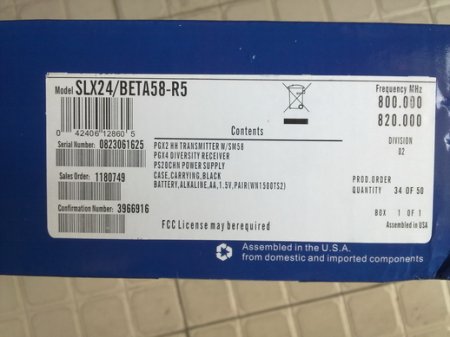 Model SLX24/BETA58-R5
0 42406 12860 5
Serial Number: 0823061625
Sales Order: 1180749
Confirmation Number: 3966916
Contents
PGX2 HH TRANSMITTER W/SM58
PGX4 DIVERSITY RECEIVER
PS20CHN POWER SUPPLY
CASE,CARRYING,BLACK
BATTERY,ALKALINE,AA,1.5V,PAIR(WN1500TS2)
FCC License may berequired
Frequency MHz
800.000
820.000
DIVISION
02
PROD.ORDER
QUANTITY 34 OF 50
BOX 1 OF 1
Assembled in USA
Assembled in the U.S.A.
from domestic and imported components